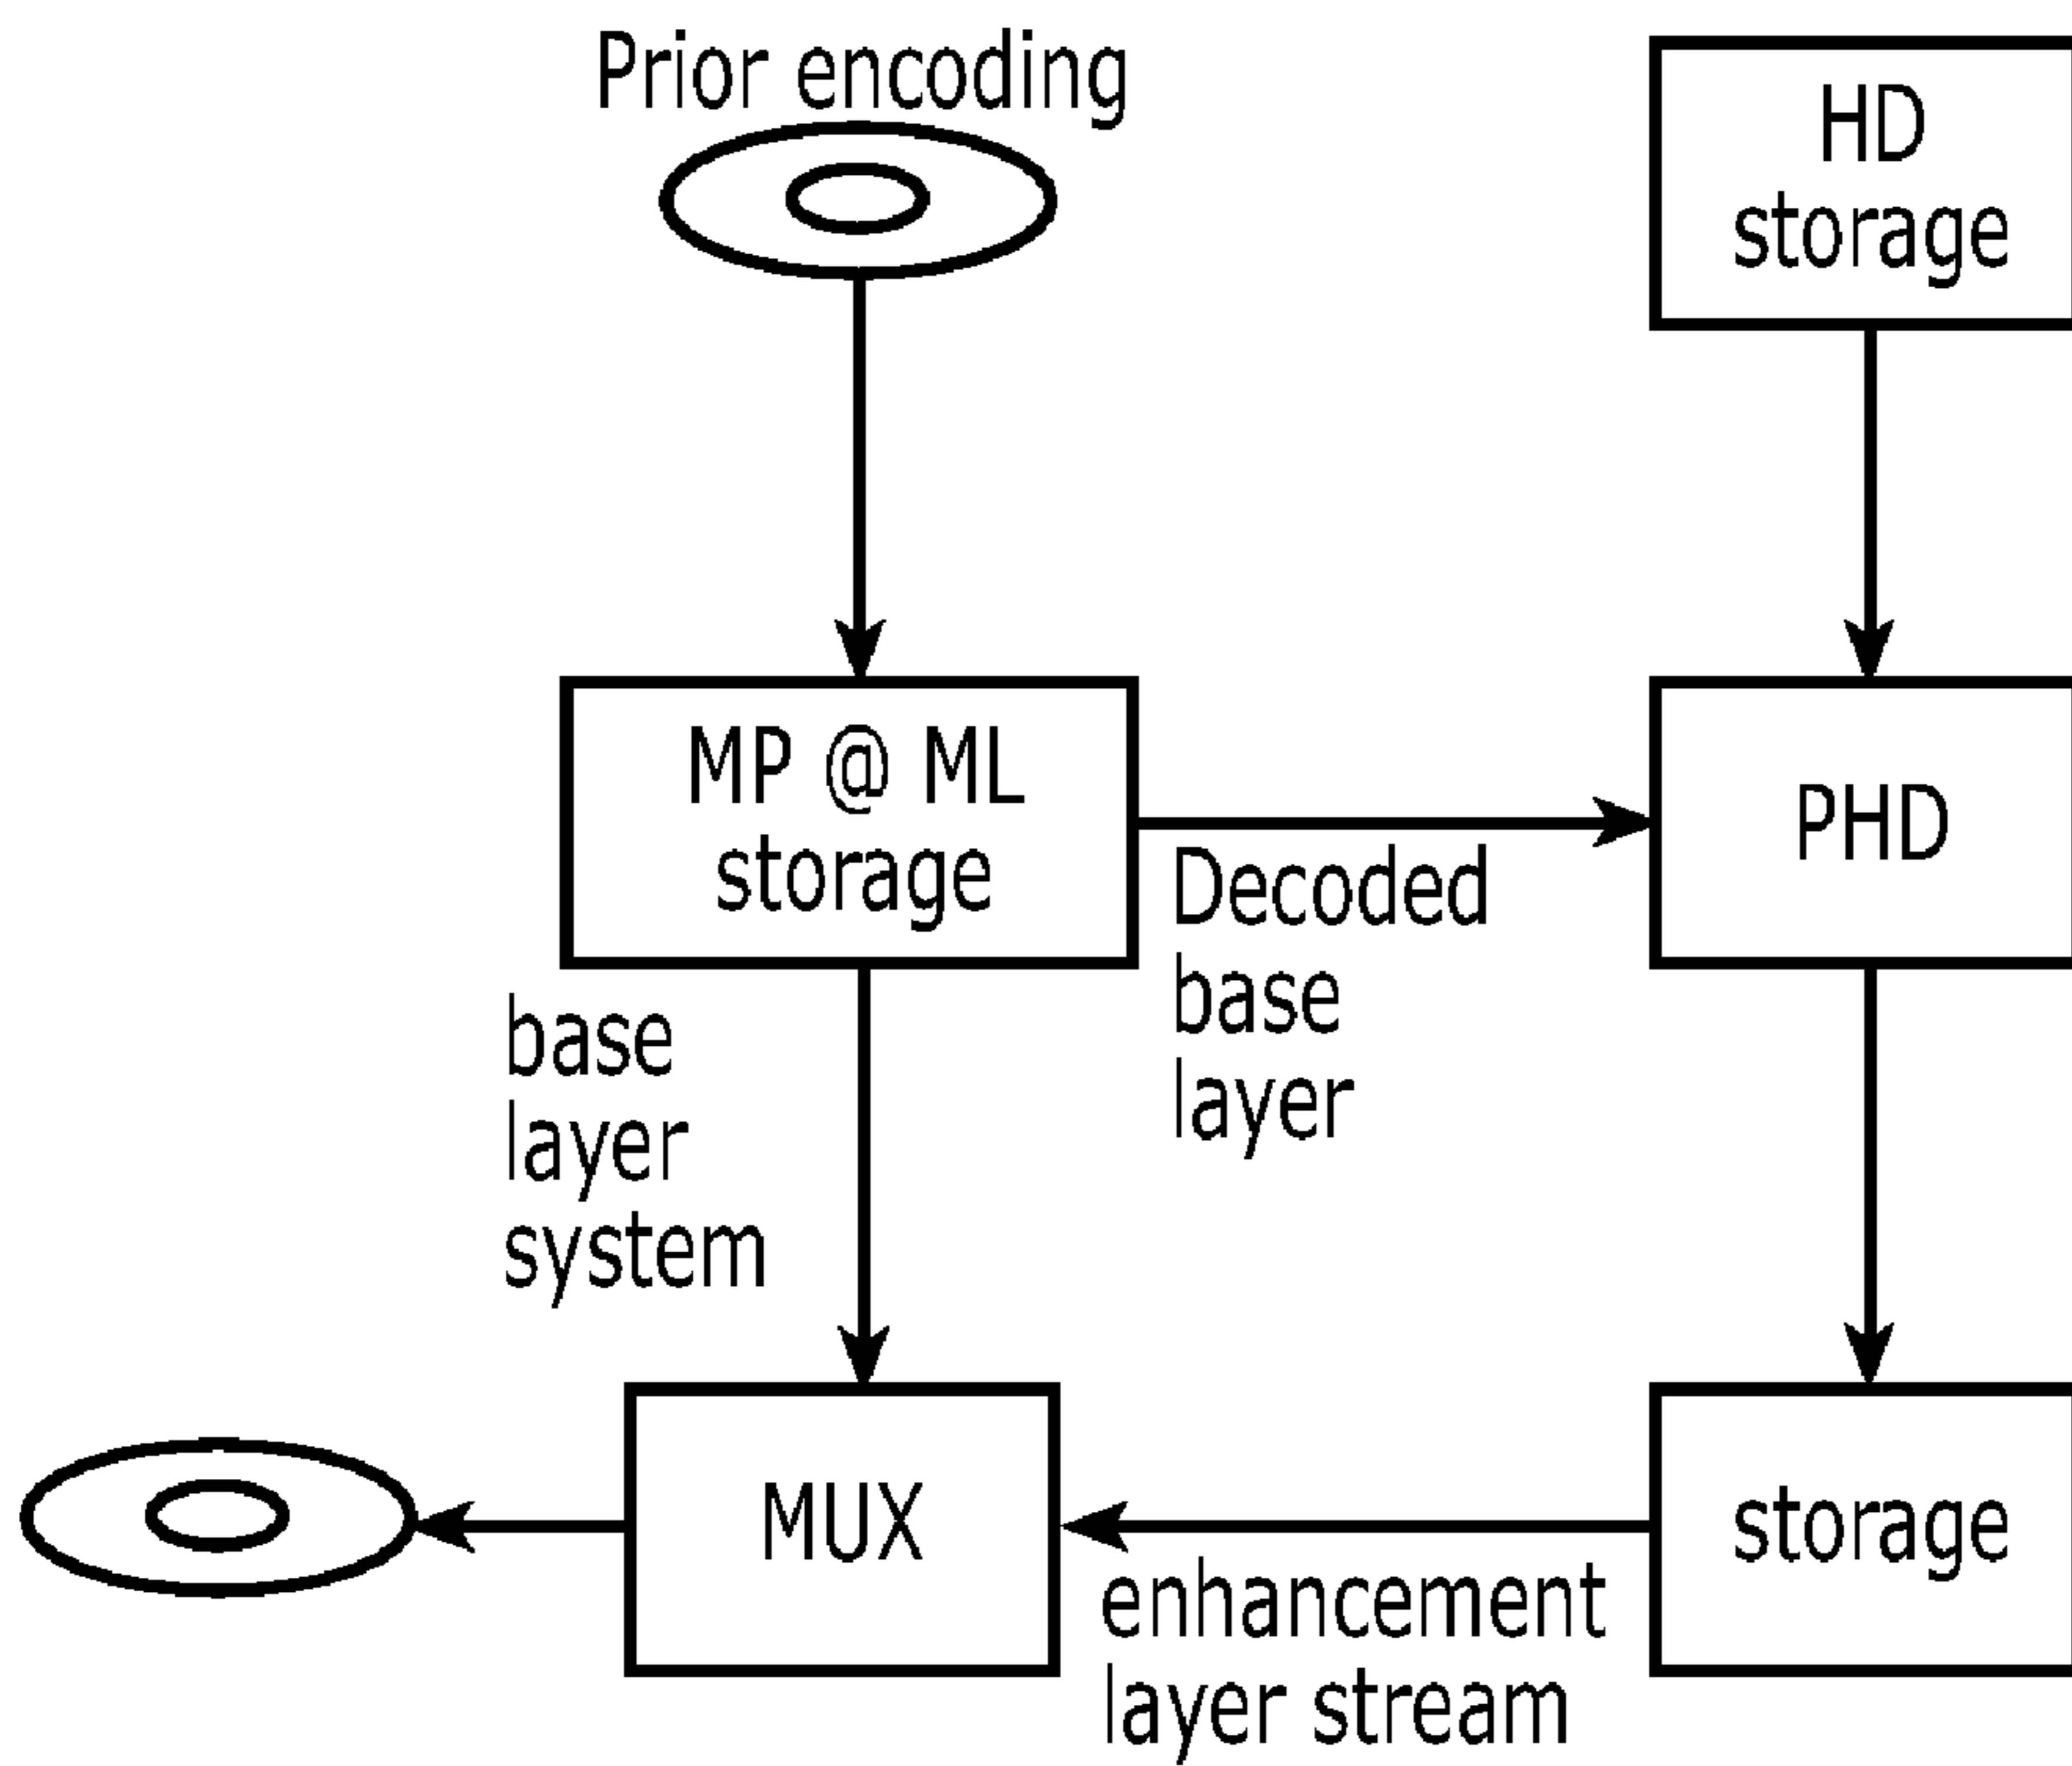 Prior encoding
HD
storage
MP @ ML
storage
PHD
Decoded
base
layer
base
layer
system
MUX
storage
enhancement
layer stream